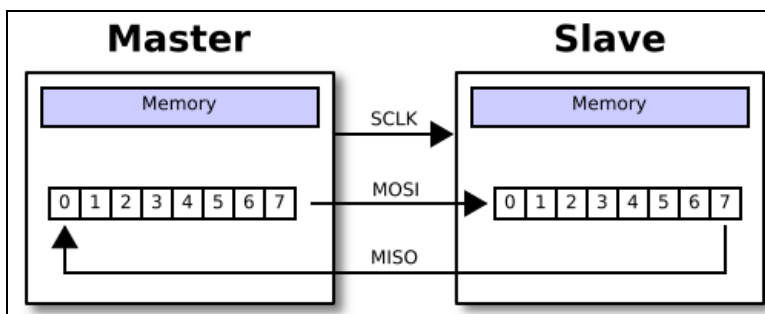 Master Slave
Memory Memory
SCLK
0 1 2 3 4 5 6 7 MOSI 0 1 2 3 4 5 6 7
MISO